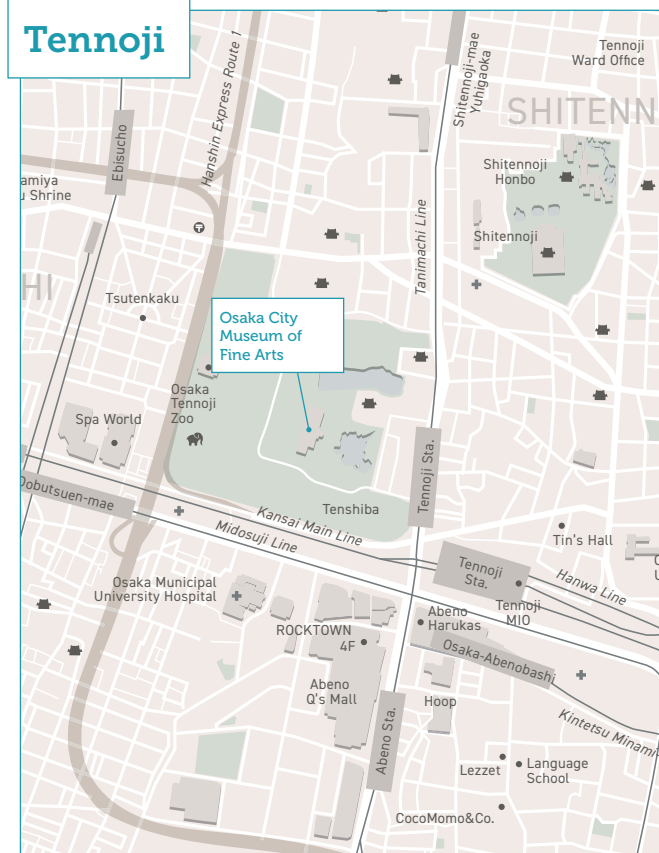 Tennoji
Hanshin Express Route 1
Ebisucho
Shitennoji-mae
Yuhigaoka
Tennoji
Ward Office
SHITENN
amiya
u Shrine
Shitennoji
Honbo
Shitennoji
Tanimachi Line
HI
Tsutenkaku
Osaka City
Museum of
Fine Arts
Osaka
Tennoji
Zoo
Spa World
Tennoji Sta.
Dobutsuen-mae
Tenshiba
Kansai Main Line
Midosuji Line
Tin's Hall
Tennoji
Sta.
Hanwa Line
Osaka Municipal
University Hospital
Tennoji
MIO
Abeno
Harukas
ROCKTOWN
4F
Osaka-Abenobashi
Abeno
Q's Mall
Hoop
Abeno Sta.
Kintetsu Minami
Lezzet
Language
School
CocoMomo&Co.